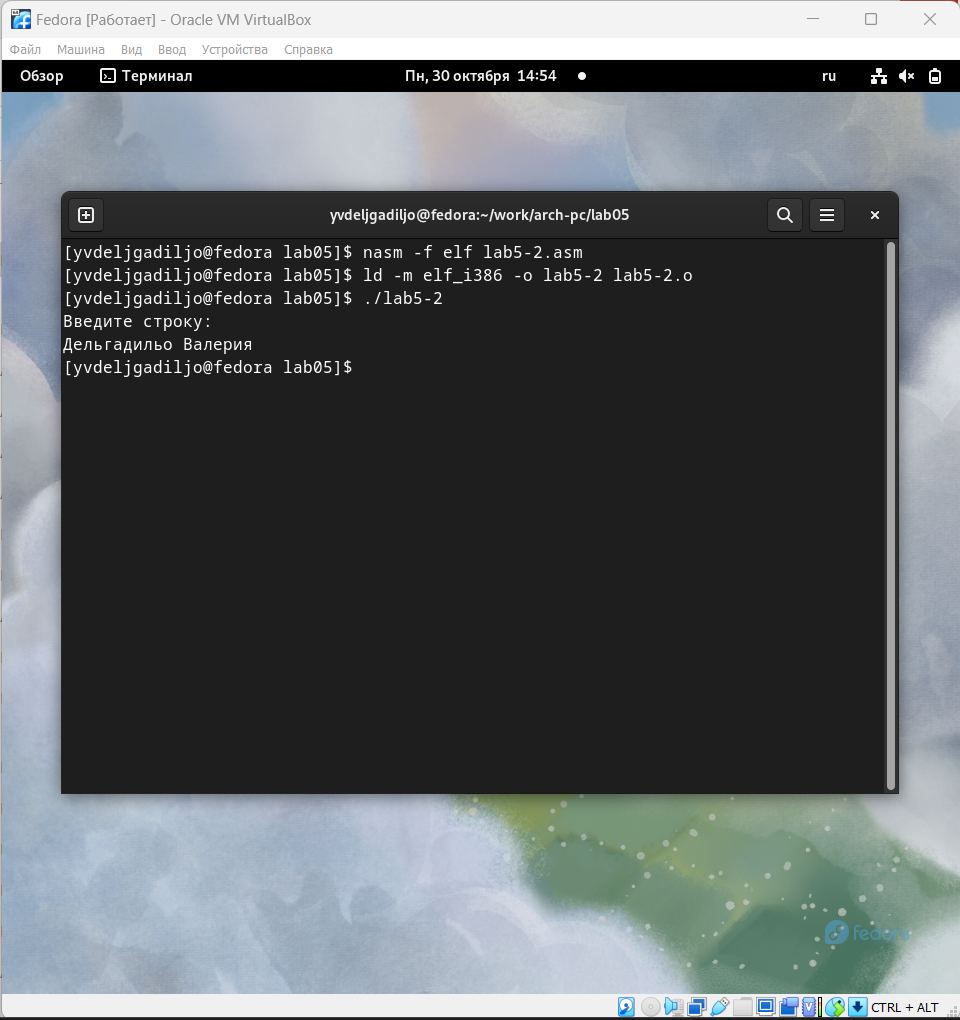 Fedora [Работает] - Oracle VM VirtualBox
Файл Машина Вид Ввод Устройства Справка
Обзор Терминал Пн, 30 октября 14:54 ru
yvdeljgadiljo@fedora:~/work/arch-pc/lab05
[yvdeljgadiljo@fedora lab05]$ nasm -f elf lab5-2.asm
[yvdeljgadiljo@fedora lab05]$ ld -m elf_i386 -o lab5-2 lab5-2.o
[yvdeljgadiljo@fedora lab05]$ ./lab5-2
Введите строку:
Дельгадильо Валерия
[yvdeljgadiljo@fedora lab05]$
fedora
CTRL + ALT